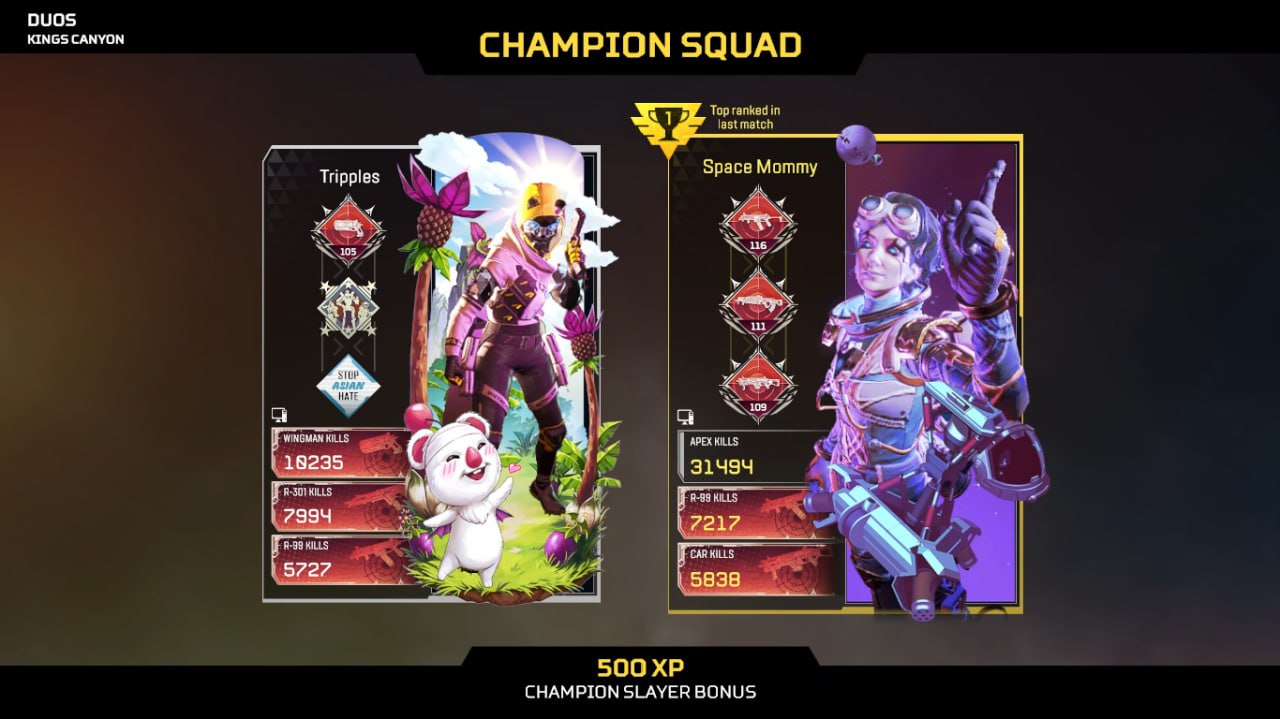 DUOS
KINGS CANYON
CHAMPION SQUAD
1
Top ranked in
last match
Tripples
105
STOP
ASIAN
HATE
WINGMAN KILLS
10235
R-301 KILLS
7994
R-99 KILLS
5727
Space Mommy
116
111
109
APEX KILLS
31494
R-99 KILLS
7217
CAR KILLS
5838
500 XP
CHAMPION SLAYER BONUS